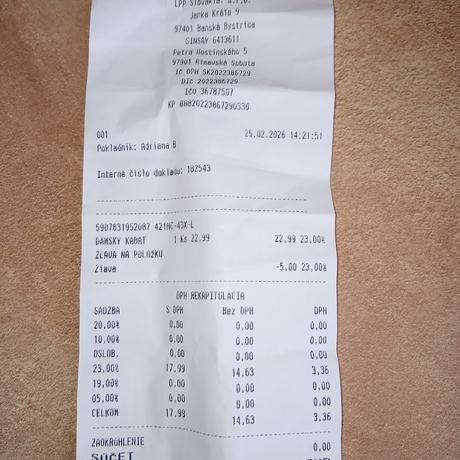 LPP Slovakia, s.r.o.
Janka Kráľa 9
97401 Banská Bystrica
SINSAY 6413611
Petra Hostinského 5
97901 Rimavská Sobota
IČ DPH SK2022386729
DIČ 2022386729
IČO 36787507
KP 88820223867290330
001 25.02.2026 14:21:51
Pokladník: Adriana B
Interné číslo dokladu: 182543
5907831952007 421HC-43X-L
DÁMSKY KABÁT 1 Ks 22,99 22,99 23,00%
ZĽAVA NA POLOŽKU
Zľava -5,00 23,00%
DPH REKAPITULÁCIA
SADZBA S DPH Bez DPH DPH
20,00% 0,00 0,00 0,00
10,00% 0,00 0,00 0,00
OSLOB. 0,00 0,00 0,00
23,00% 17,99 14,63 3,36
19,00% 0,00 0,00 0,00
05,00% 0,00 0,00 0,00
CELKOM 17,99 14,63 3,36
ZAOKRÚHLENIE 0,00
SÚČET